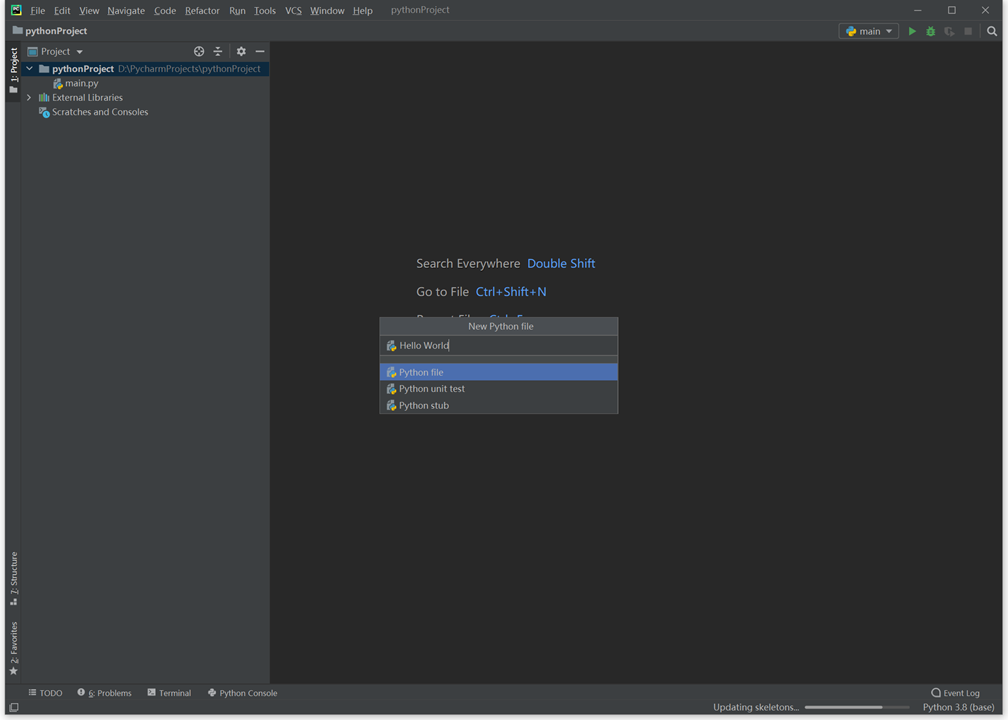 PC File Edit View Navigate Code Refactor Run Tools VCS Window Help pythonProject
pythonProject
main
1: Project
Project
pythonProject D:\PycharmProjects\pythonProject
main.py
External Libraries
Scratches and Consoles
Search Everywhere Double Shift
Go to File Ctrl+Shift+N
New Python file
Hello World
Python file
Python unit test
Python stub
7: Structure
2: Favorites
TODO 6: Problems Terminal Python Console Event Log
Updating skeletons... Python 3.8 (base)